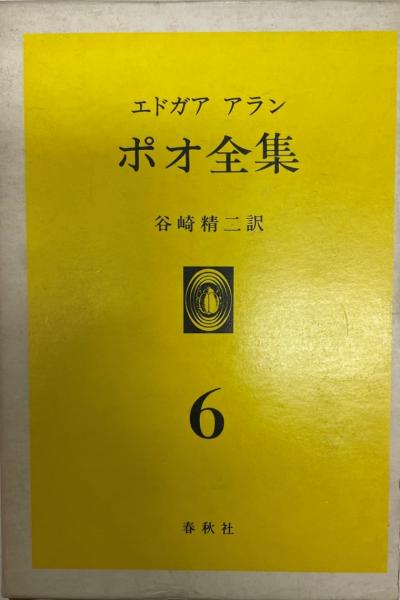 エドガア アラン
ポオ全集
谷崎精二訳
6
春秋社